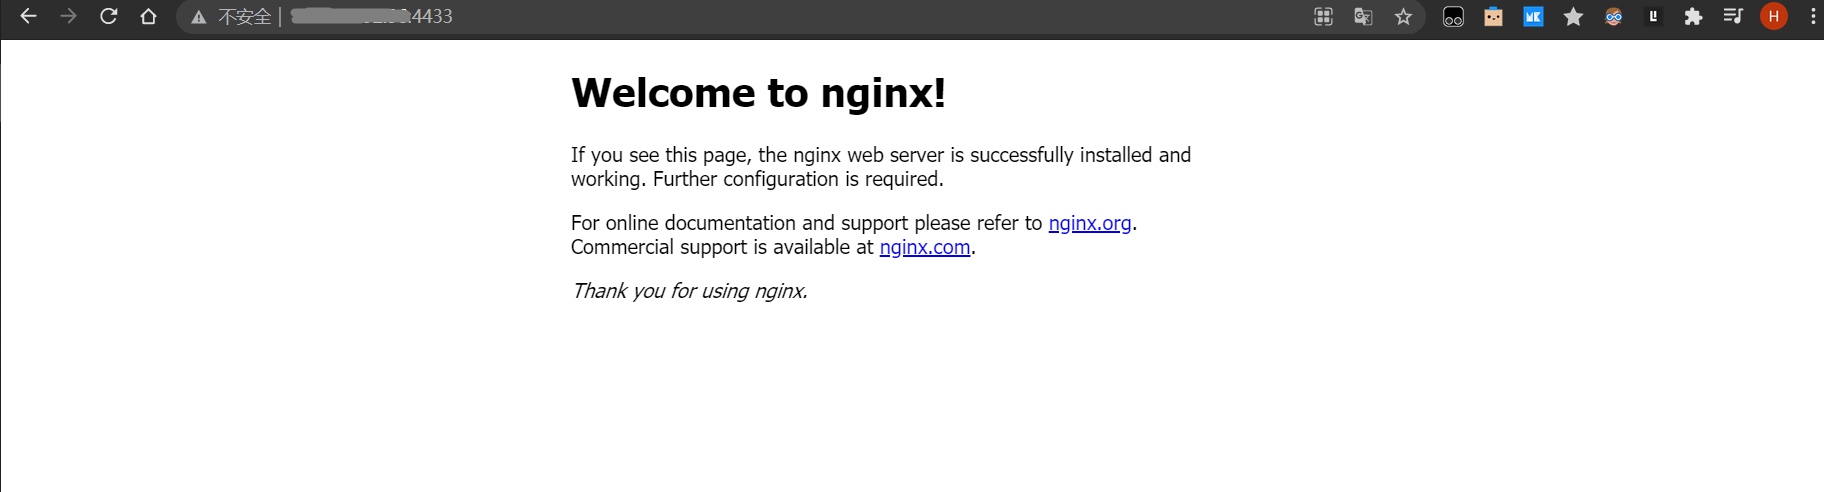 不安全
:4433
H
Welcome to nginx!
If you see this page, the nginx web server is successfully installed and
working. Further configuration is required.
For online documentation and support please refer to nginx.org.
Commercial support is available at nginx.com.
Thank you for using nginx.